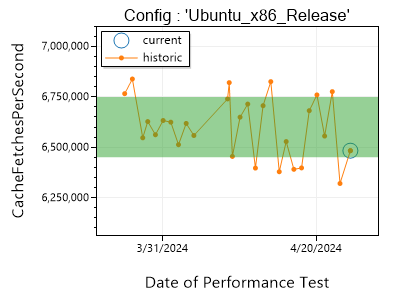 Config : 'Ubuntu_x86_Release'
current
historic
CacheFetchesPerSecond
7,000,000
6,750,000
6,500,000
6,250,000
3/31/2024
4/20/2024
Date of Performance Test